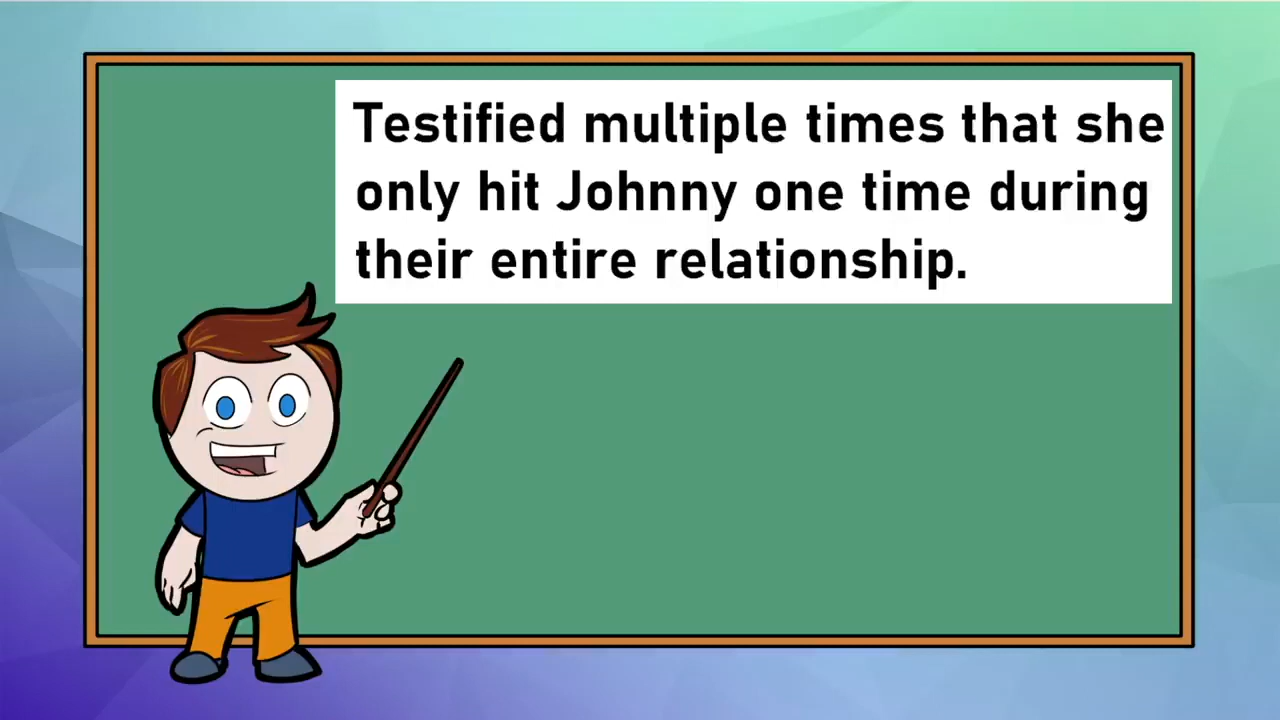 Testified multiple times that she
only hit Johnny one time during
their entire relationship.